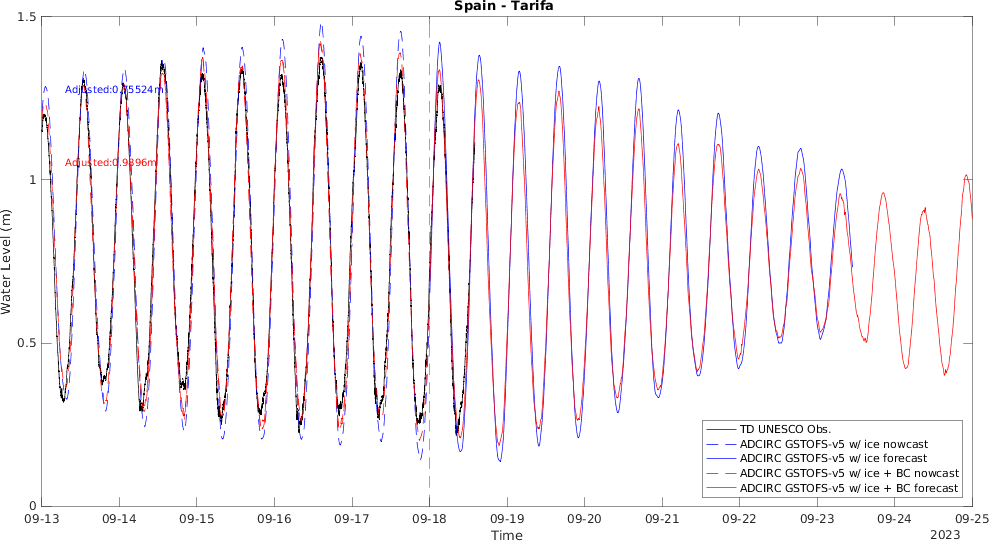 Spain - Tarifa
1.5
1
0.5
0
Water Level (m)
Adjusted:0.75524m
Adjusted:0.9896m
TD UNESCO Obs.
ADCIRC GSTOFS-v5 w/ ice nowcast
ADCIRC GSTOFS-v5 w/ ice forecast
ADCIRC GSTOFS-v5 w/ ice + BC nowcast
ADCIRC GSTOFS-v5 w/ ice + BC forecast
09-13 09-14 09-15 09-16 09-17 09-18 09-19 09-20 09-21 09-22 09-23 09-24 09-25
Time
2023